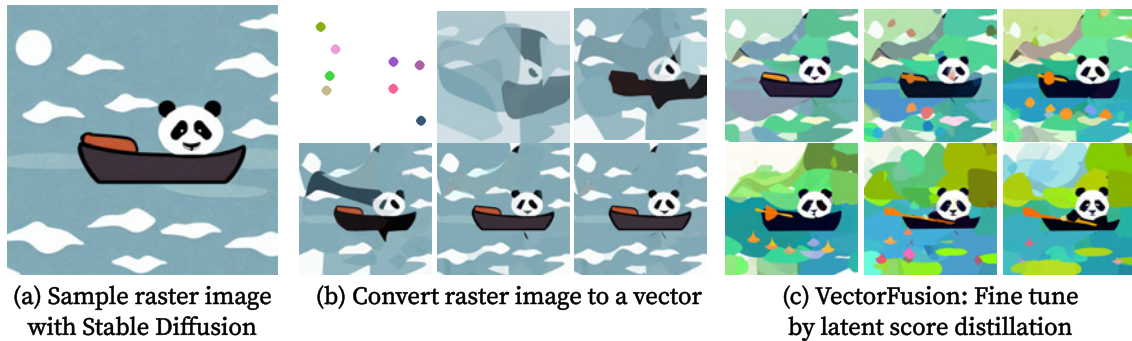 (a) Sample raster image
with Stable Diffusion
(b) Convert raster image to a vector
(c) VectorFusion: Fine tune
by latent score distillation